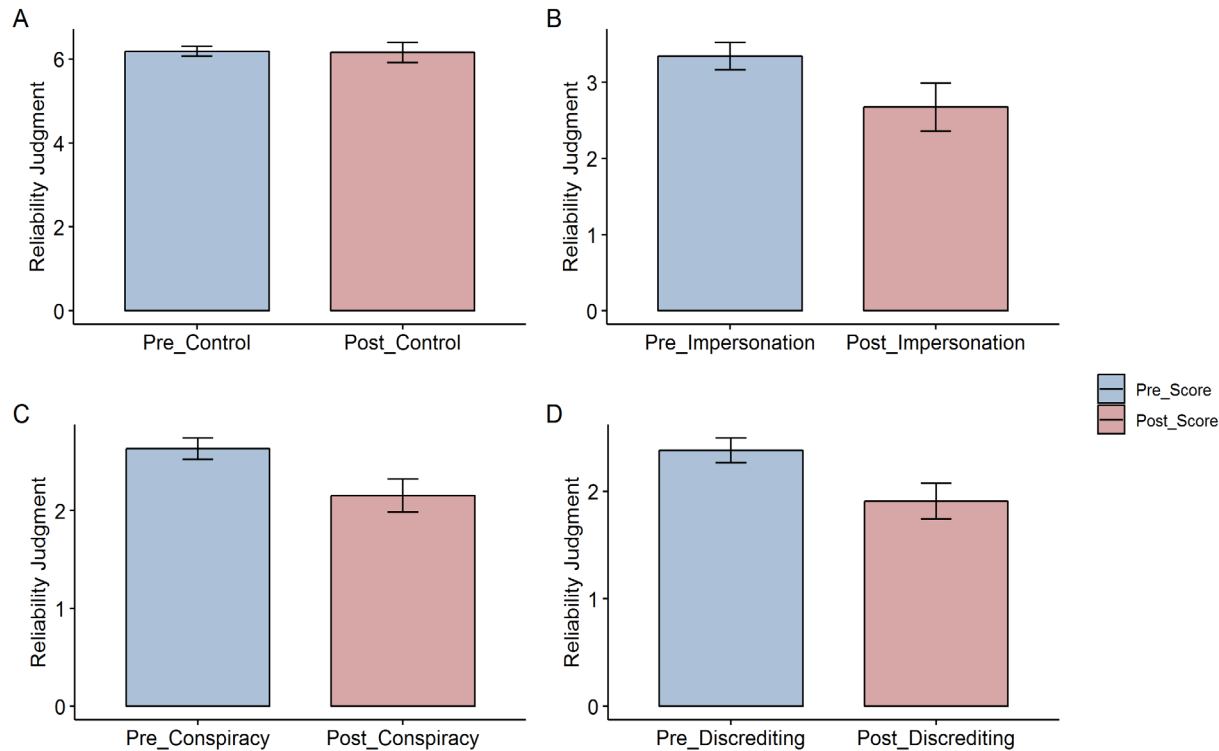 A
Reliability Judgment
6
4
2
0
Pre_Control
Post_Control
B
Reliability Judgment
3
2
1
0
Pre_Impersonation
Post_Impersonation
C
Reliability Judgment
2
1
0
Pre_Conspiracy
Post_Conspiracy
D
Reliability Judgment
2
1
0
Pre_Discrediting
Post_Discrediting
Pre_Score
Post_Score